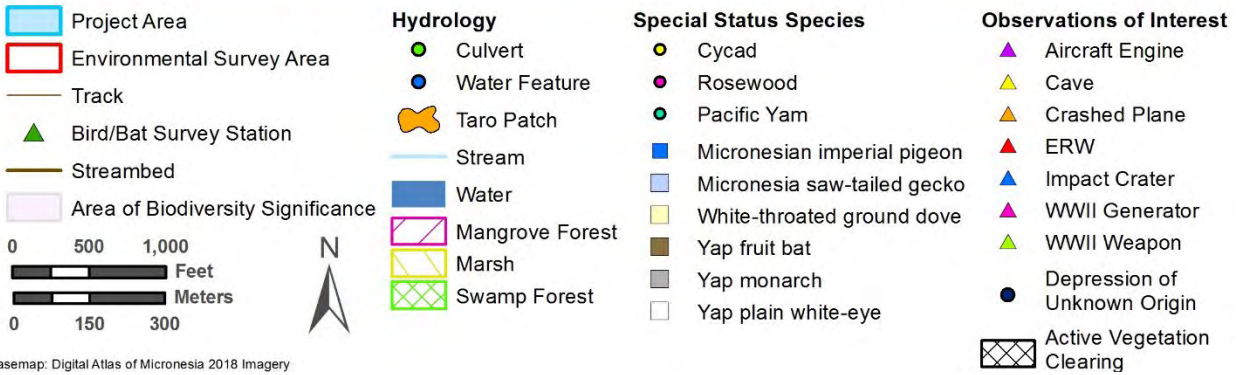 Project Area
Environmental Survey Area
Track
Bird/Bat Survey Station
Streambed
Area of Biodiversity Significance
0 500 1,000
Feet
Meters
0 150 300
N
asemap: Digital Atlas of Micronesia 2018 Imagery
Hydrology
Culvert
Water Feature
Taro Patch
Stream
Water
Mangrove Forest
Marsh
Swamp Forest
Special Status Species
Cycad
Rosewood
Pacific Yam
Micronesian imperial pigeon
Micronesia saw-tailed gecko
White-throated ground dove
Yap fruit bat
Yap monarch
Yap plain white-eye
Observations of Interest
Aircraft Engine
Cave
Crashed Plane
ERW
Impact Crater
WWII Generator
WWII Weapon
Depression of
Unknown Origin
Active Vegetation
Clearing